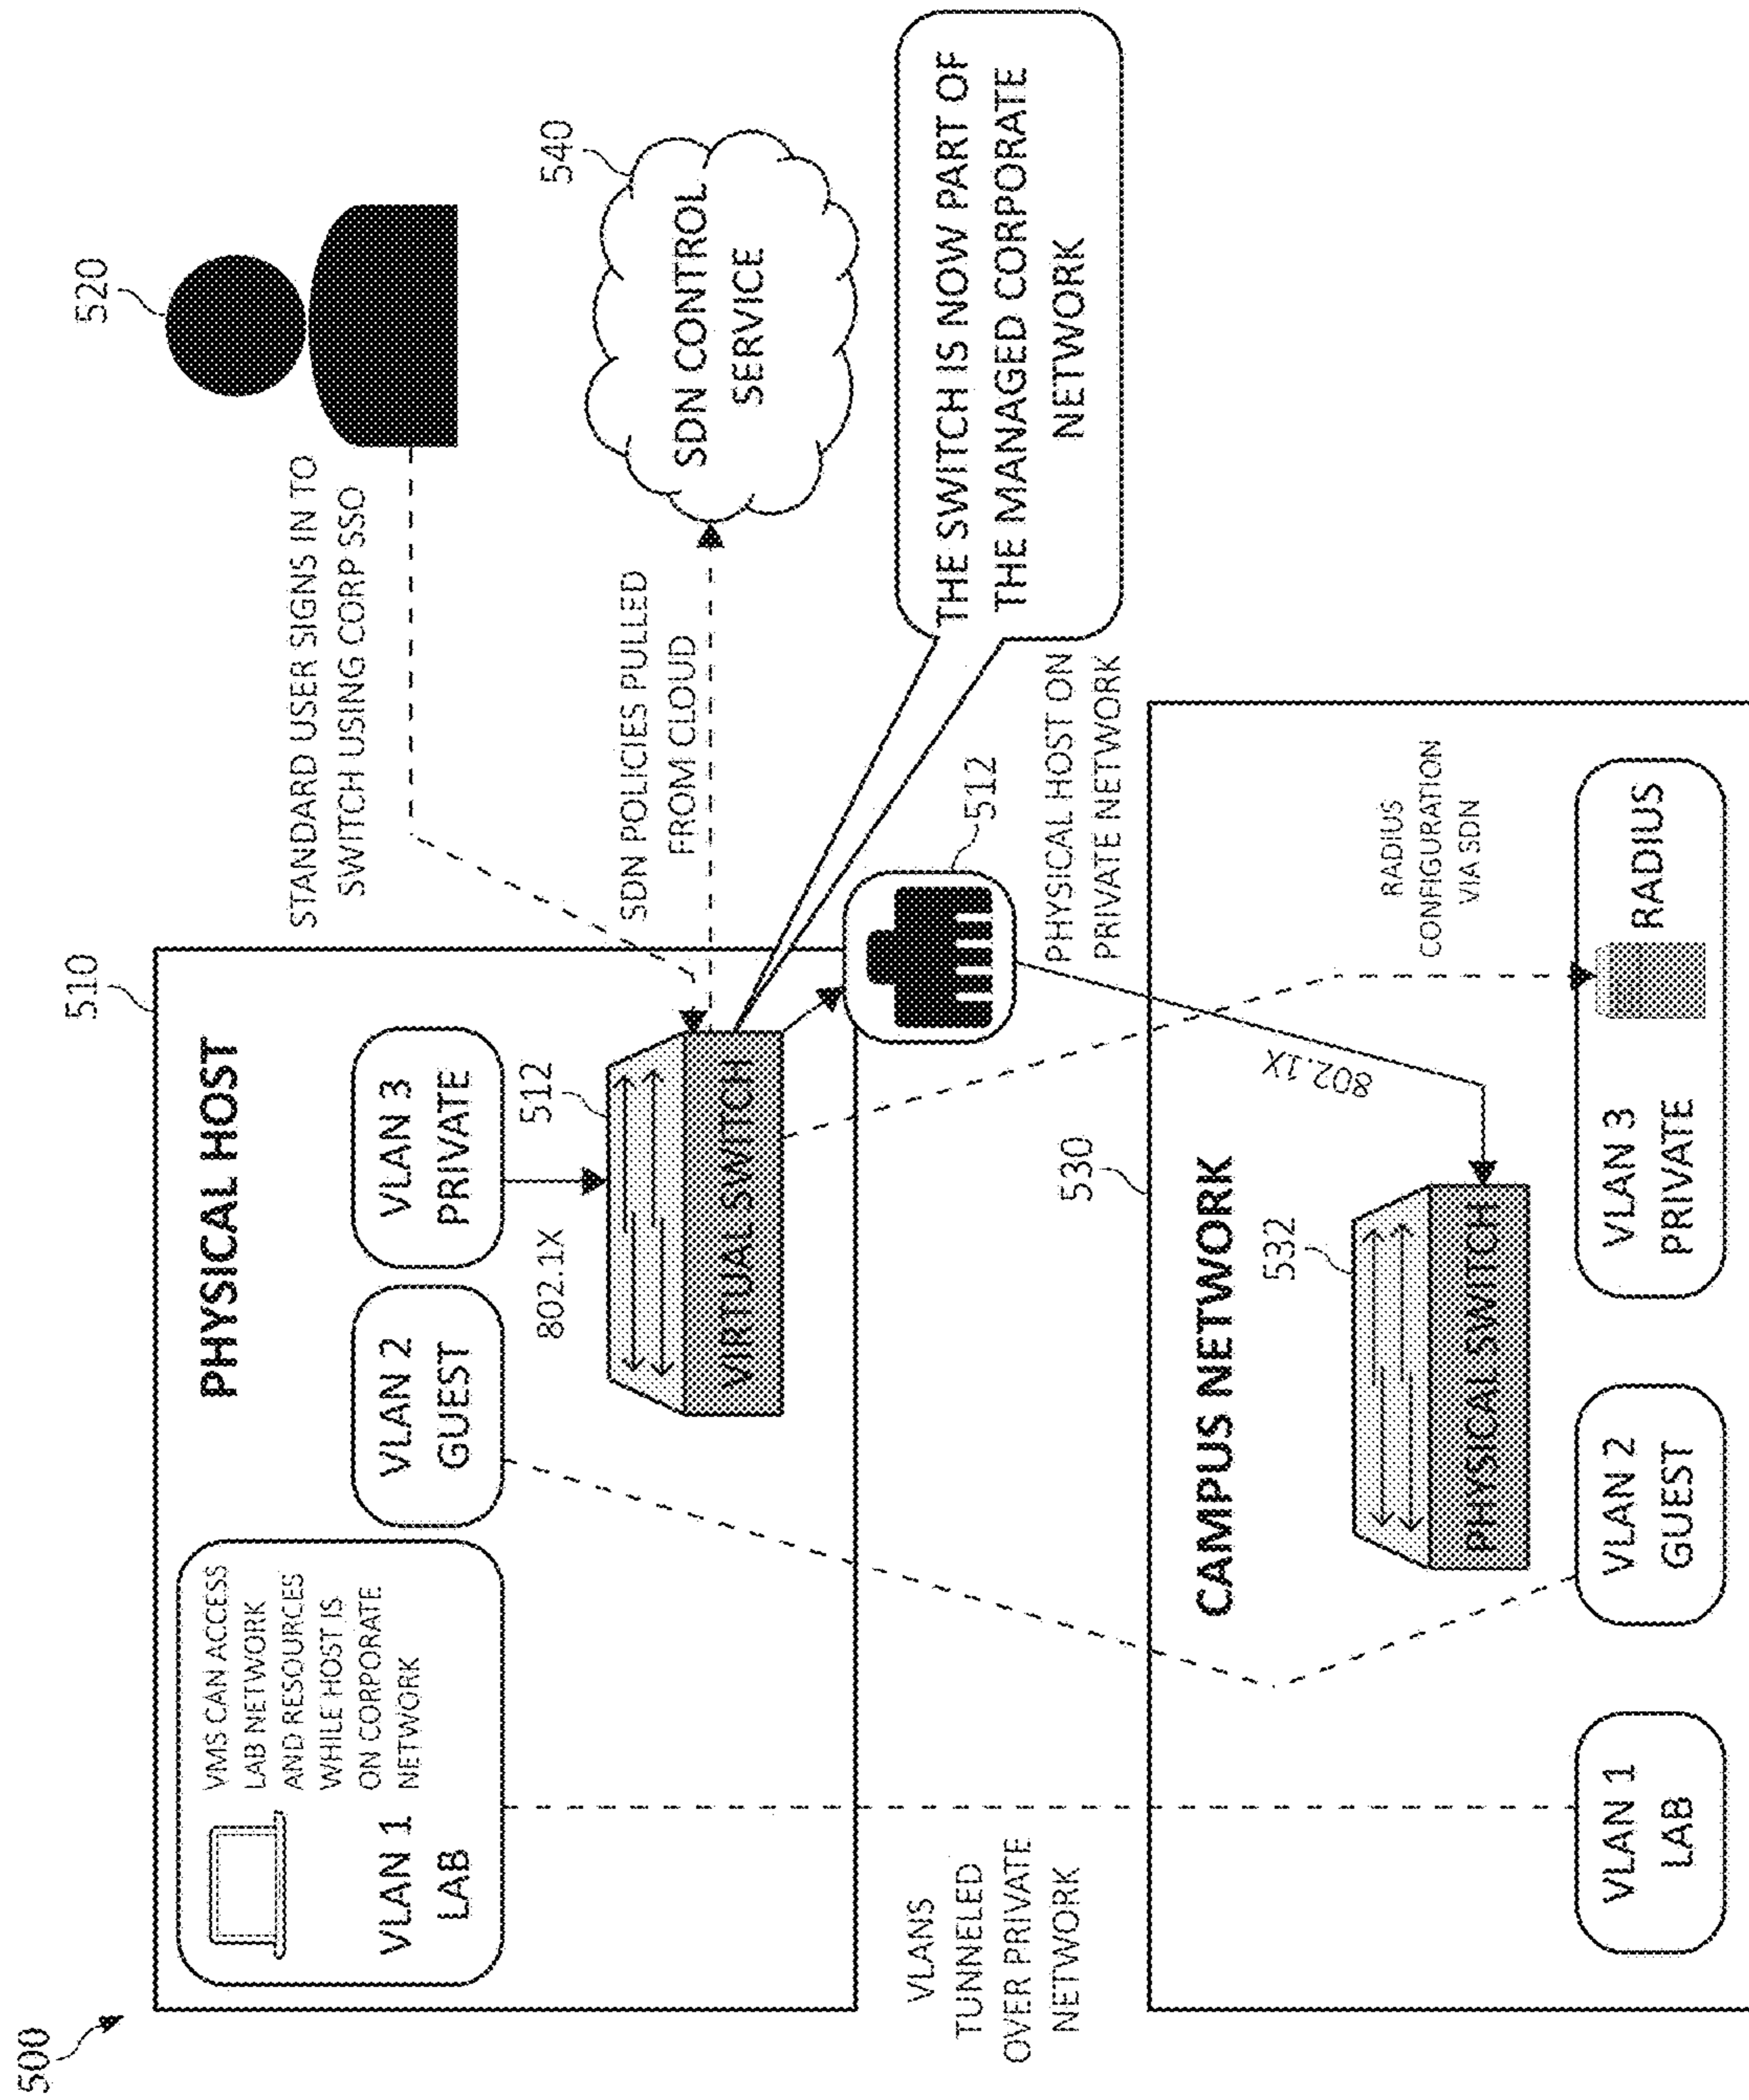 500
510
PHYSICAL HOST
VMS CAN ACCESS
LAB NETWORK
AND RESOURCES
WHILE HOST IS
ON CORPORATE
NETWORK
VLAN 1
LAB
VLAN 2
GUEST
VLAN 3
PRIVATE
802.1X
512
VIIRTUAL SWITCH
STANDARD USER SIGNS IN TO
SWITCH USING CORP SSO
520
SDN POLICIES PULLED
FROM CLOUD
540
SDN CONTROL
SERVICE
THE SWITCH IS NOW PART OF
THE MANAGED CORPORATE
NETWORK
512
PHYSICAL HOST ON
PRIVATE NETWORK
VLANS
TUNNELED
OVER PRIVATE
NETWORK
530
CAMPUS NETWORK
802.1X
532
PHYSICAL SWITCH
RADIUS
CONFIGURATION
VIA SDN
VLAN 1
LAB
VLAN 2
GUEST
VLAN 3
PRIVATE
RADIUS